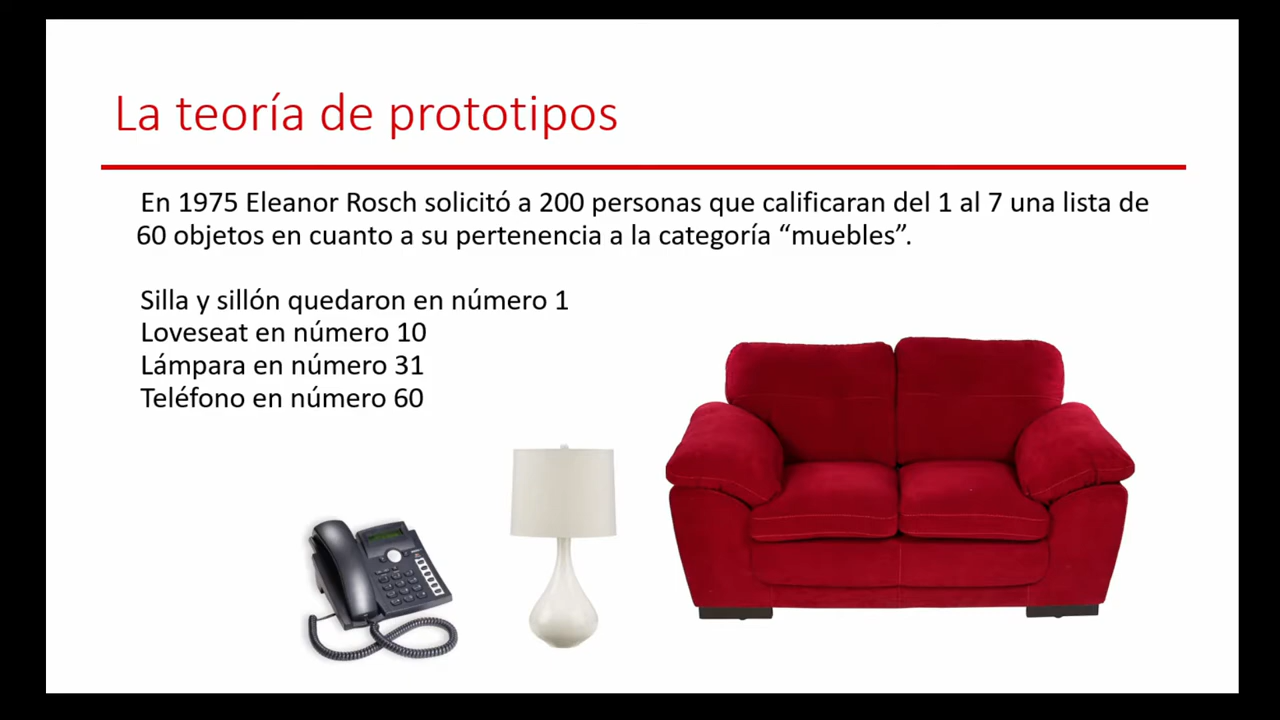 La teoría de prototipos
En 1975 Eleanor Rosch solicitó a 200 personas que calificaran del 1 al 7 una lista de
60 objetos en cuanto a su pertenencia a la categoría “muebles”.
Silla y sillón quedaron en número 1
Loveseat en número 10
Lámpara en número 31
Teléfono en número 60